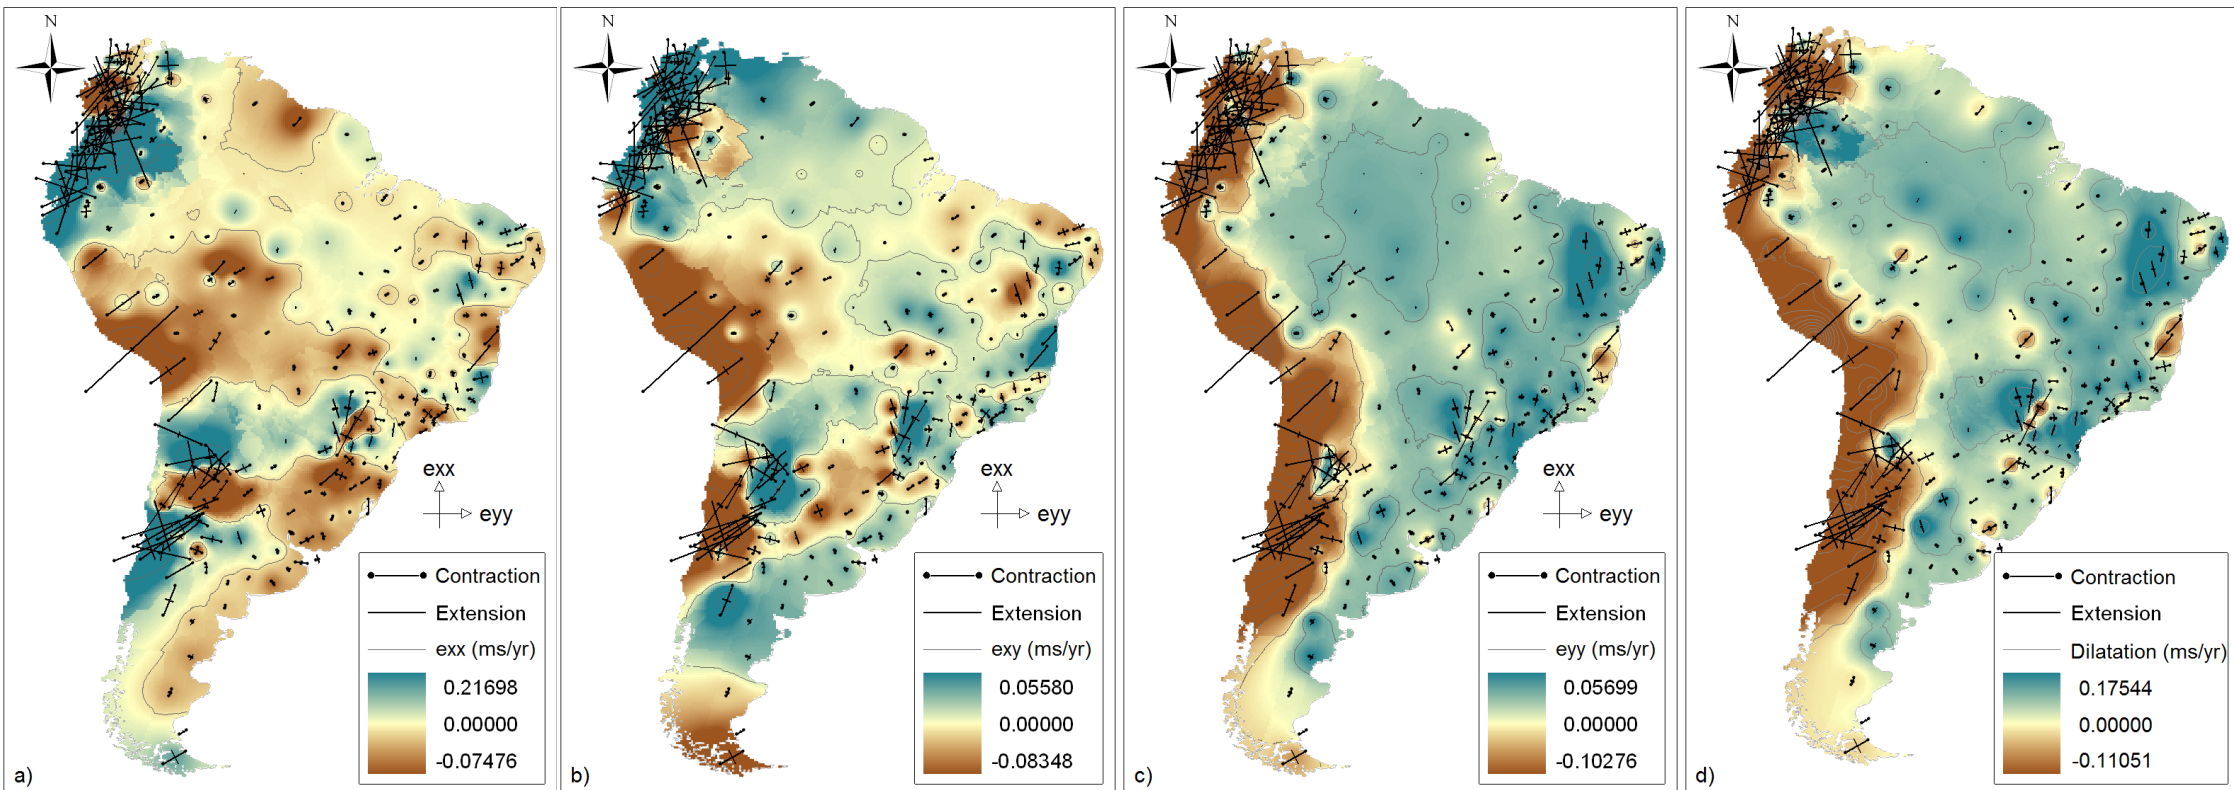 N
exx
eyy
Contraction
Extension
exx (ms/yr)
0.21698
0.00000
-0.07476
a)
N
exx
eyy
Contraction
Extension
exy (ms/yr)
0.05580
0.00000
-0.08348
b)
exx
eyy
Contraction
Extension
eyy (ms/yr)
0.05699
0.00000
-0.10276
c)
N
Contraction
Extension
Dilatation (ms/yr)
0.17544
0.00000
-0.11051
d)